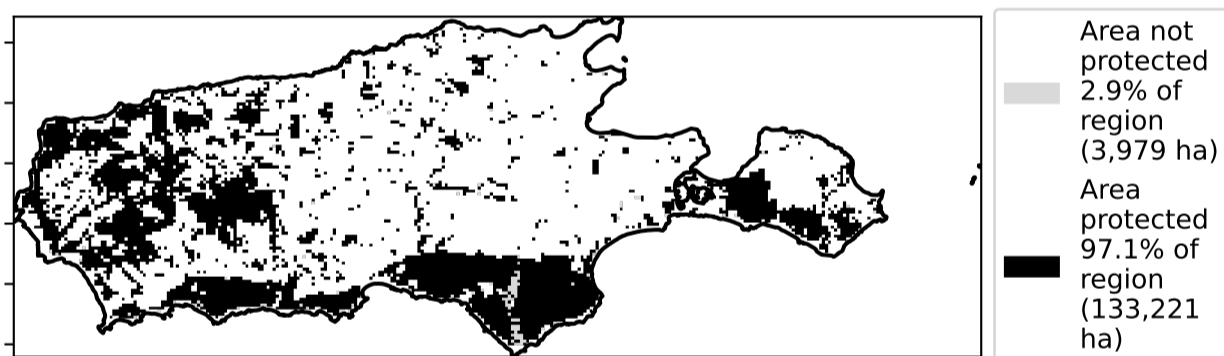 Area not
protected
2.9% of
region
(3,979 ha)
Area
protected
97.1% of
region
(133,221
ha)